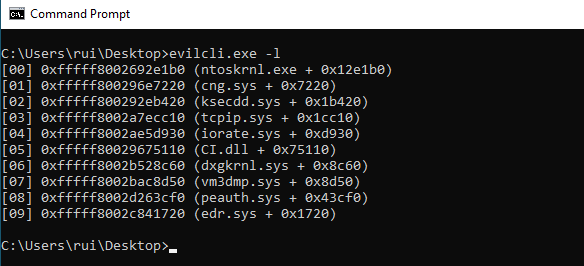 Command Prompt
C:\Users\rui\Desktop>evilcli.exe -l
[00] 0xfffff8002692e1b0 (ntoskrnl.exe + 0x12e1b0)
[01] 0xfffff800296e7220 (cng.sys + 0x7220)
[02] 0xfffff800292eb420 (ksecdd.sys + 0x1b420)
[03] 0xfffff8002a7ecc10 (tcpip.sys + 0x1cc10)
[04] 0xfffff8002ae5d930 (iorate.sys + 0xd930)
[05] 0xfffff80029675110 (CI.dll + 0x75110)
[06] 0xfffff8002b528c60 (dxgkrnl.sys + 0x8c60)
[07] 0xfffff8002bac8d50 (vm3dmp.sys + 0x8d50)
[08] 0xfffff8002d263cf0 (peauth.sys + 0x43cf0)
[09] 0xfffff8002c841720 (edr.sys + 0x1720)
C:\Users\rui\Desktop>